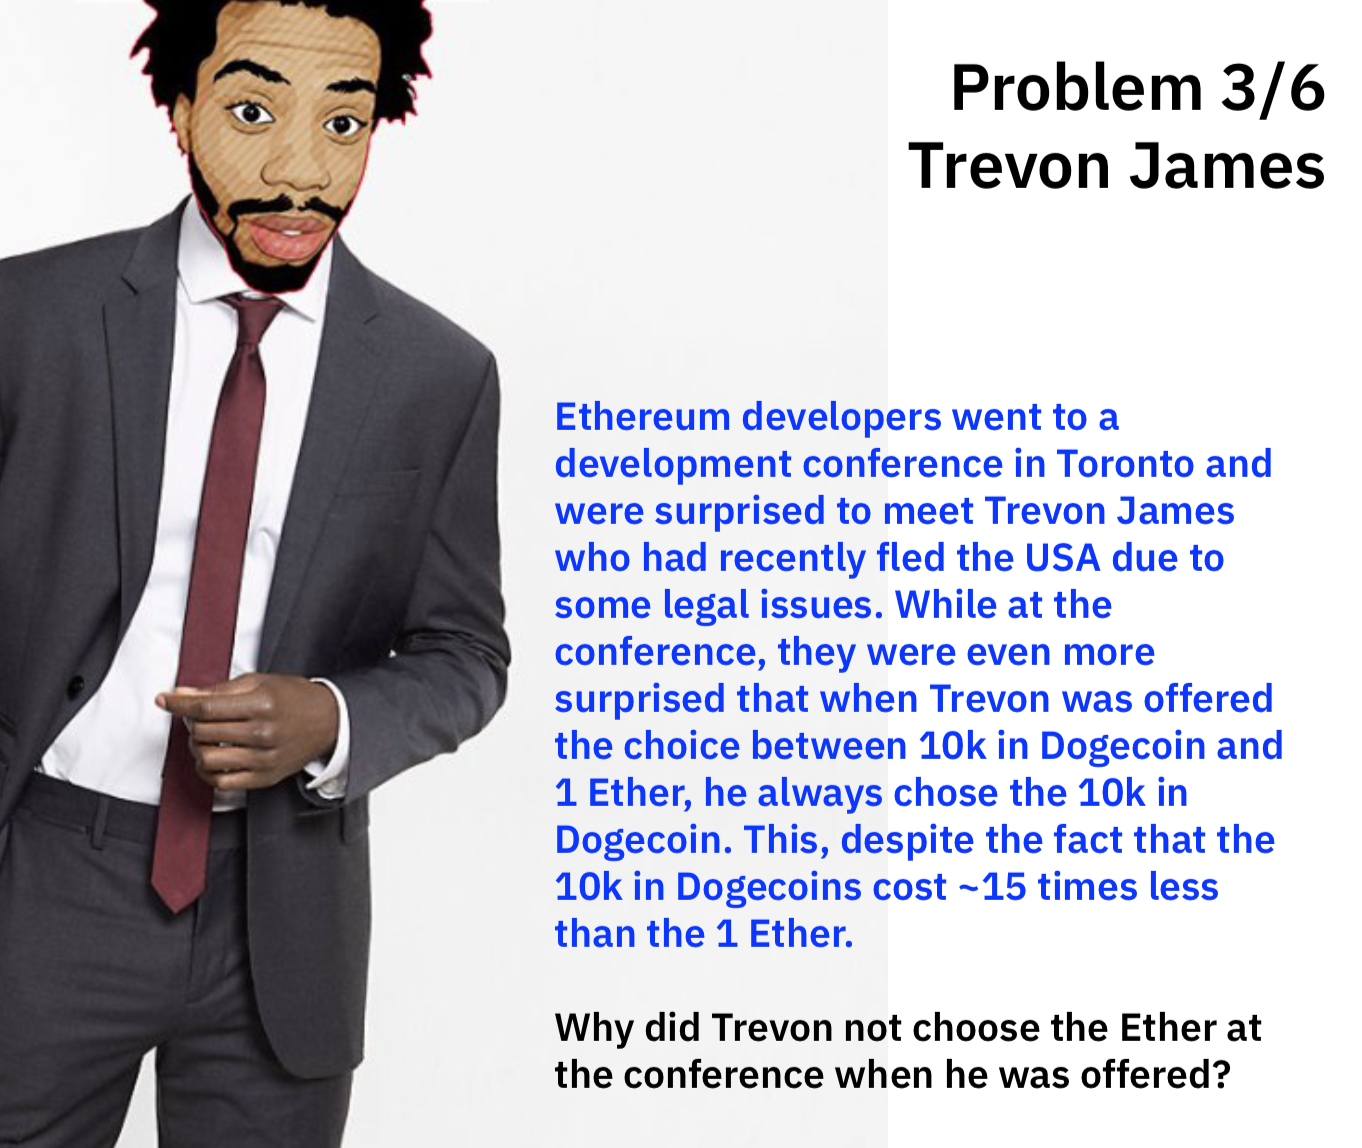 Problem 3/6
Trevon James
Ethereum developers went to a
development conference in Toronto and
were surprised to meet Trevon James
who had recently fled the USA due to
some legal issues. While at the
conference, they were even more
surprised that when Trevon was offered
the choice between 10k in Dogecoin and
1 Ether, he always chose the 10k in
Dogecoin. This, despite the fact that the
10k in Dogecoins cost ~15 times less
than the 1 Ether.
Why did Trevon not choose the Ether at
the conference when he was offered?